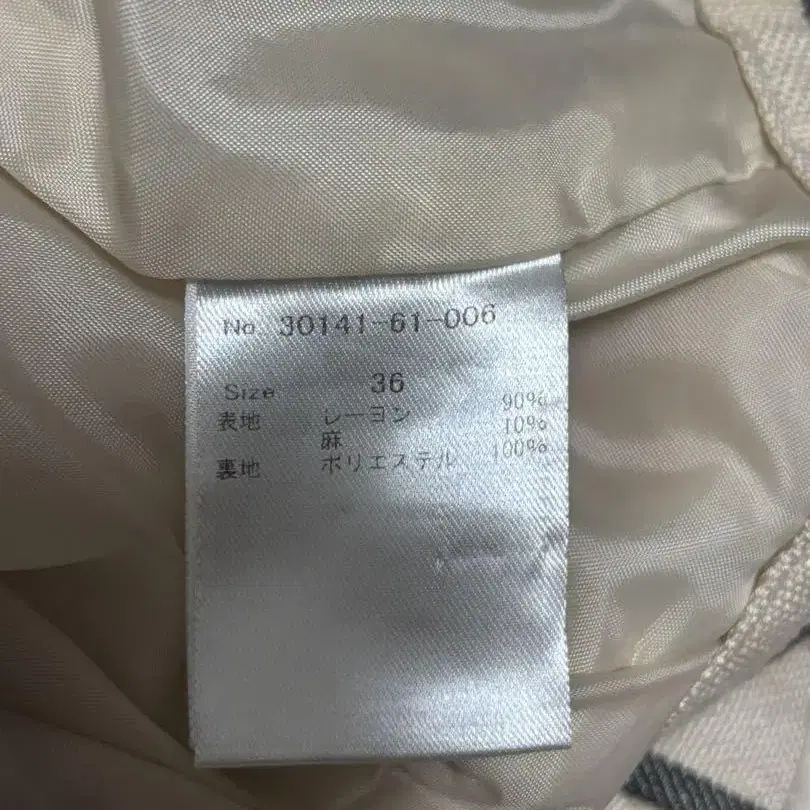 No 30141-61-006
Size 36
表地 レーヨン 90%
麻 10%
裏地 ポリエステル 100%